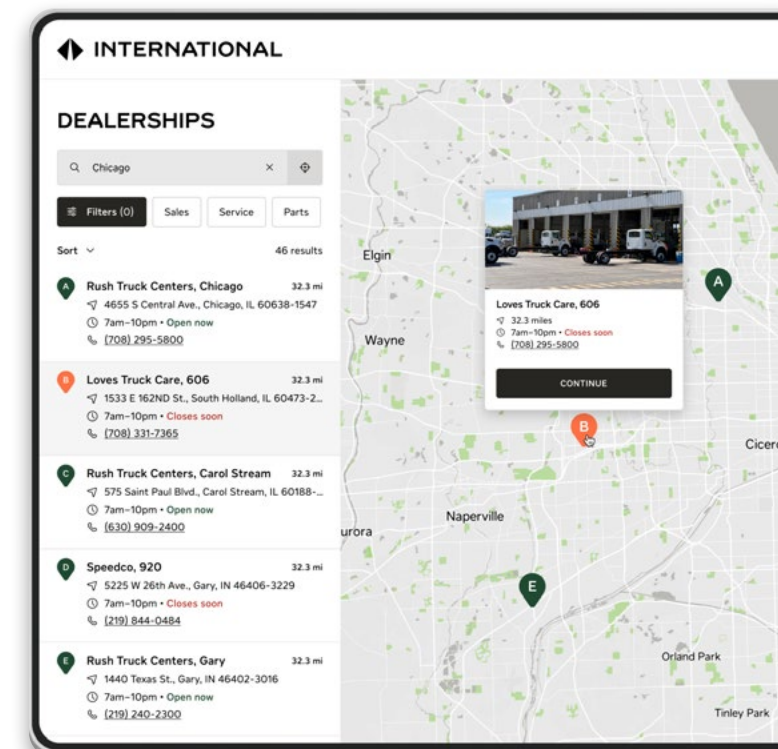 INTERNATIONAL
DEALERSHIPS
Chicago
Filters (0) Sales Service Parts
Sort 46 results
A Rush Truck Centers, Chicago 32.3 mi
4655 S Central Ave., Chicago, IL 60638-1547
7am–10pm • Open now
(708) 295-5800
B Loves Truck Care, 606 32.3 mi
1533 E 162ND St., South Holland, IL 60473-2...
7am–10pm • Closes soon
(708) 331-7365
C Rush Truck Centers, Carol Stream 32.3 mi
575 Saint Paul Blvd., Carol Stream, IL 60188-...
7am–10pm • Open now
(630) 909-2400
D Speedco, 920 32.3 mi
5225 W 26th Ave., Gary, IN 46406-3229
7am–10pm • Closes soon
(219) 844-0484
E Rush Truck Centers, Gary 32.3 mi
1440 Texas St., Gary, IN 46402-3016
7am–10pm • Open now
(219) 240-2300
Elgin
Wayne
Loves Truck Care, 606
32.3 miles
7am–10pm • Closes soon
(708) 295-5800
CONTINUE
A
B
Cicero
Naperville
urora
E
Orland Park
Tinley Park